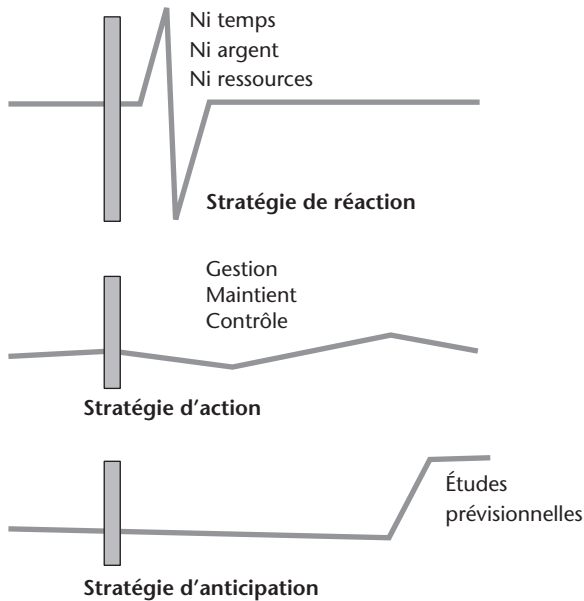 Ni temps
Ni argent
Ni ressources
Stratégie de réaction
Gestion
Maintient
Contrôle
Stratégie d’action
Études
prévisionnelles
Stratégie d’anticipation